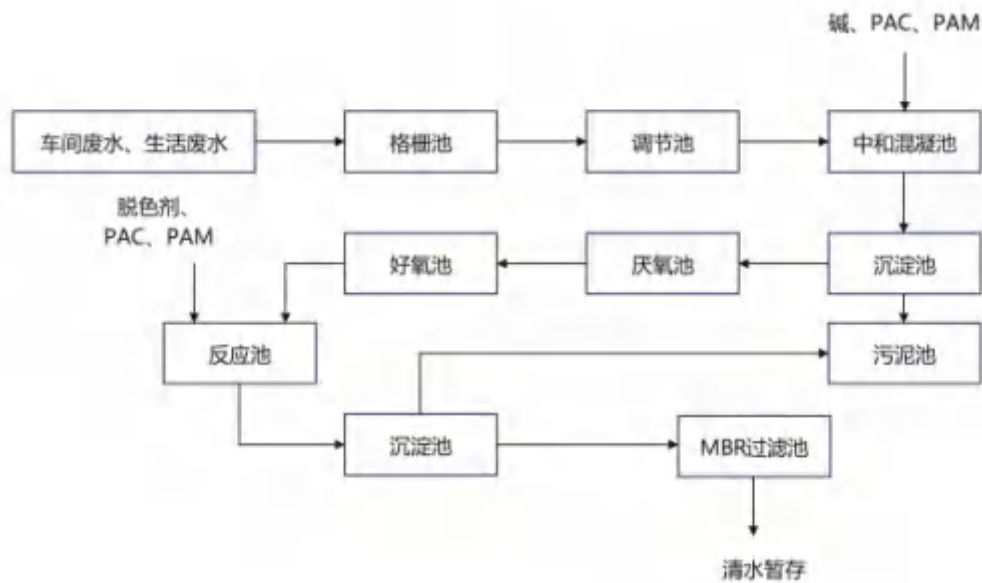 碱、PAC、PAM
车间废水、生活废水
格栅池
调节池
中和混凝池
脱色剂、
PAC、PAM
好氧池
厌氧池
沉淀池
反应池
污泥池
沉淀池
MBR过滤池
清水暂存